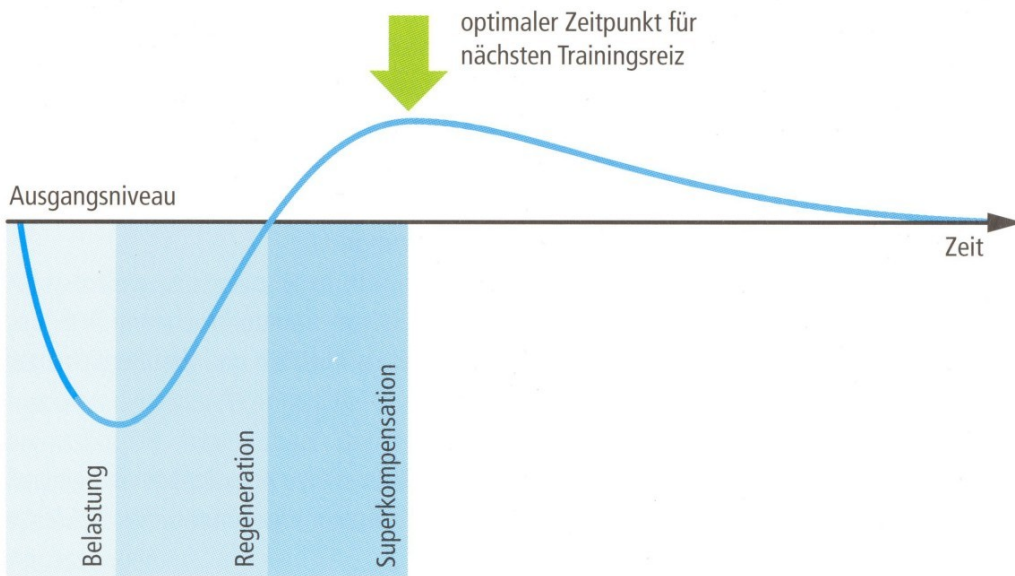 optimaler Zeitpunkt für
nächsten Trainingsreiz
Ausgangsniveau
Zeit
Belastung
Regeneration
Superkompensation